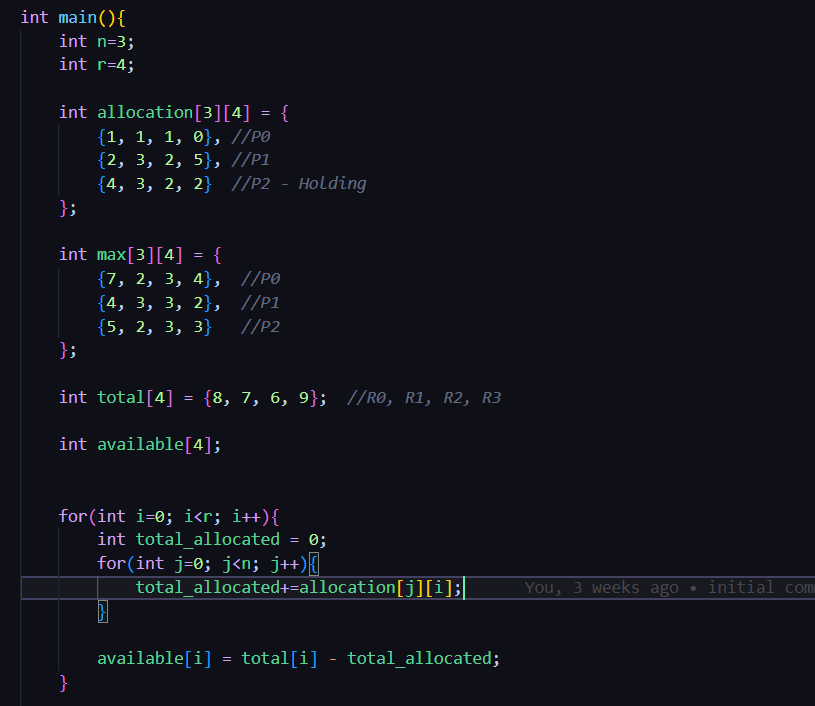 int main(){
int n=3;
int r=4;
int allocation[3][4] = {
{1, 1, 1, 0}, //P0
{2, 3, 2, 5}, //P1
{4, 3, 2, 2}  //P2 - Holding
};
int max[3][4] = {
{7, 2, 3, 4},  //P0
{4, 3, 3, 2},  //P1
{5, 2, 3, 3}   //P2
};
int total[4] = {8, 7, 6, 9};  //R0, R1, R2, R3
int available[4];
for(int i=0; i<r; i++){
int total_allocated = 0;
for(int j=0; j<n; j++){
total_allocated+=allocation[j][i]; You, 3 weeks ago • initial com
}
available[i] = total[i] - total_allocated;
}